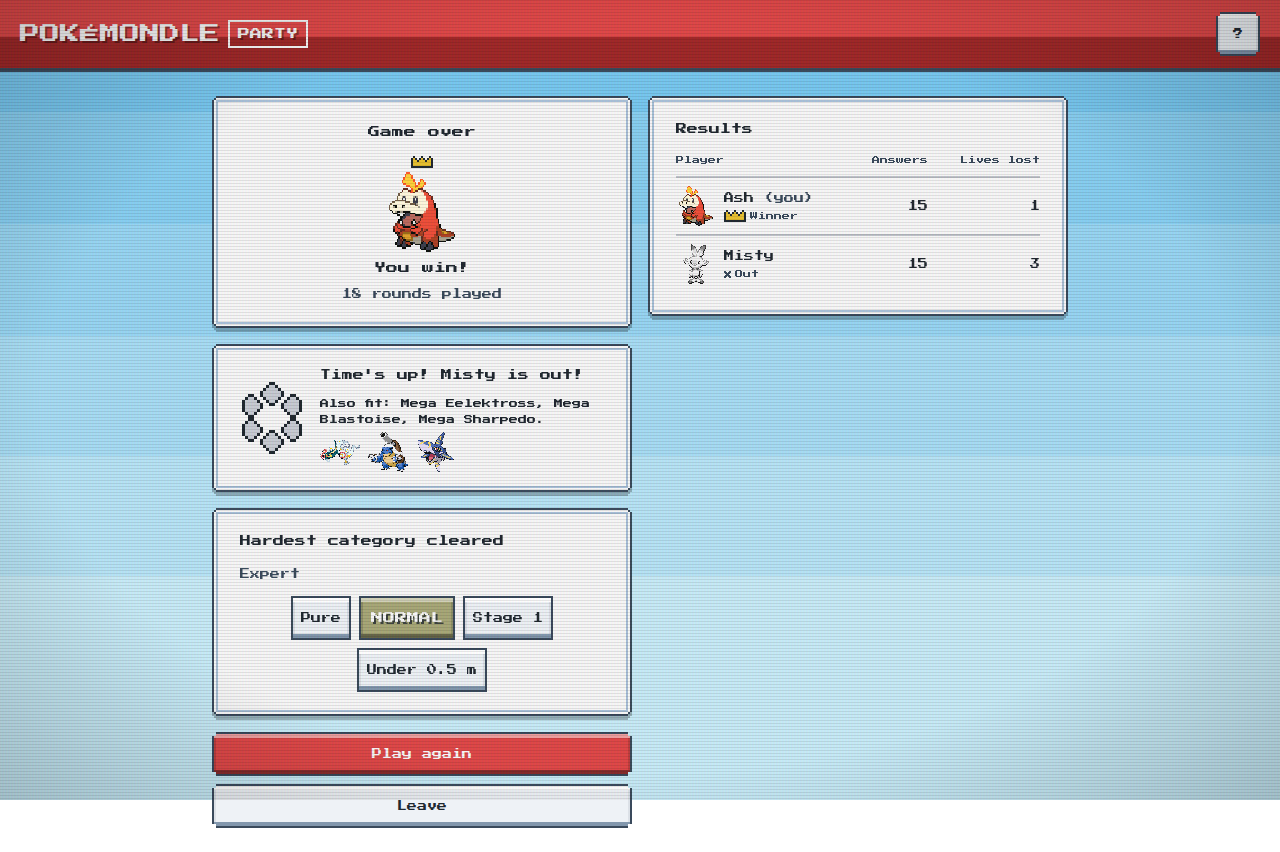 POKéMONDLE PARTY
?
Game over
You win!
18 rounds played
Results
Player Answers Lives lost
Ash (you) 15 1
Winner
Misty 15 3
x Out
Time's up! Misty is out!
Also fit: Mega Eelektross, Mega
Blastoise, Mega Sharpedo.
Hardest category cleared
Expert
Pure NORMAL Stage 1
Under 0.5 m
Play again
Leave